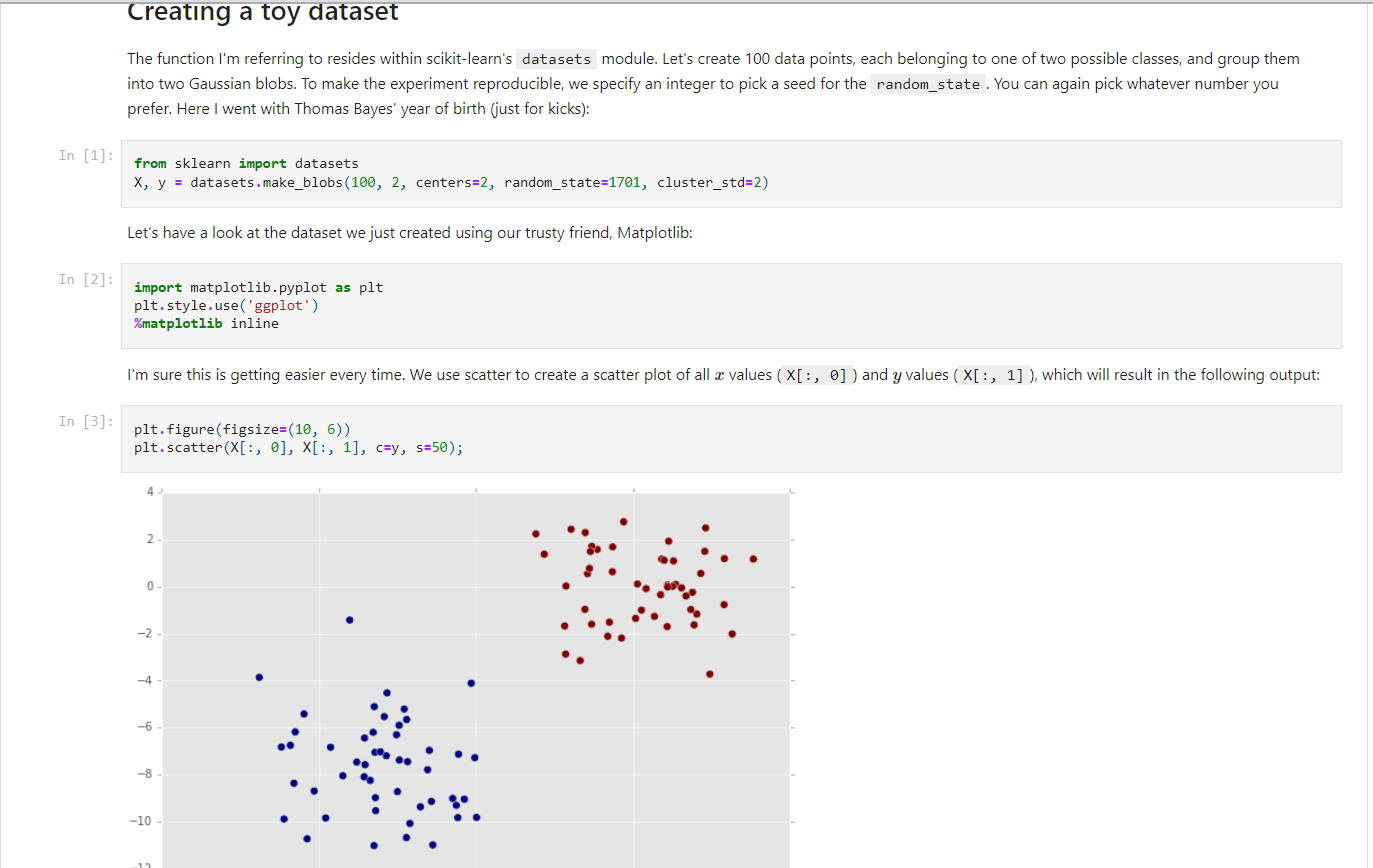 Creating a toy dataset
The function I'm referring to resides within scikit-learn's datasets module. Let's create 100 data points, each belonging to one of two possible classes, and group them
into two Gaussian blobs. To make the experiment reproducible, we specify an integer to pick a seed for the random_state . You can again pick whatever number you
prefer. Here I went with Thomas Bayes' year of birth (just for kicks):
In [1]:
from sklearn import datasets
X, y = datasets.make_blobs(100, 2, centers=2, random_state=1701, cluster_std=2)
Let's have a look at the dataset we just created using our trusty friend, Matplotlib:
In [2]:
import matplotlib.pyplot as plt
plt.style.use('ggplot')
%matplotlib inline
I'm sure this is getting easier every time. We use scatter to create a scatter plot of all x values ( X[:, 0] ) and y values ( X[:, 1] ), which will result in the following output:
In [3]:
plt.figure(figsize=(10, 6))
plt.scatter(X[:, 0], X[:, 1], c=y, s=50);
4
2
0
−2
−4
−6
−8
−10
−12